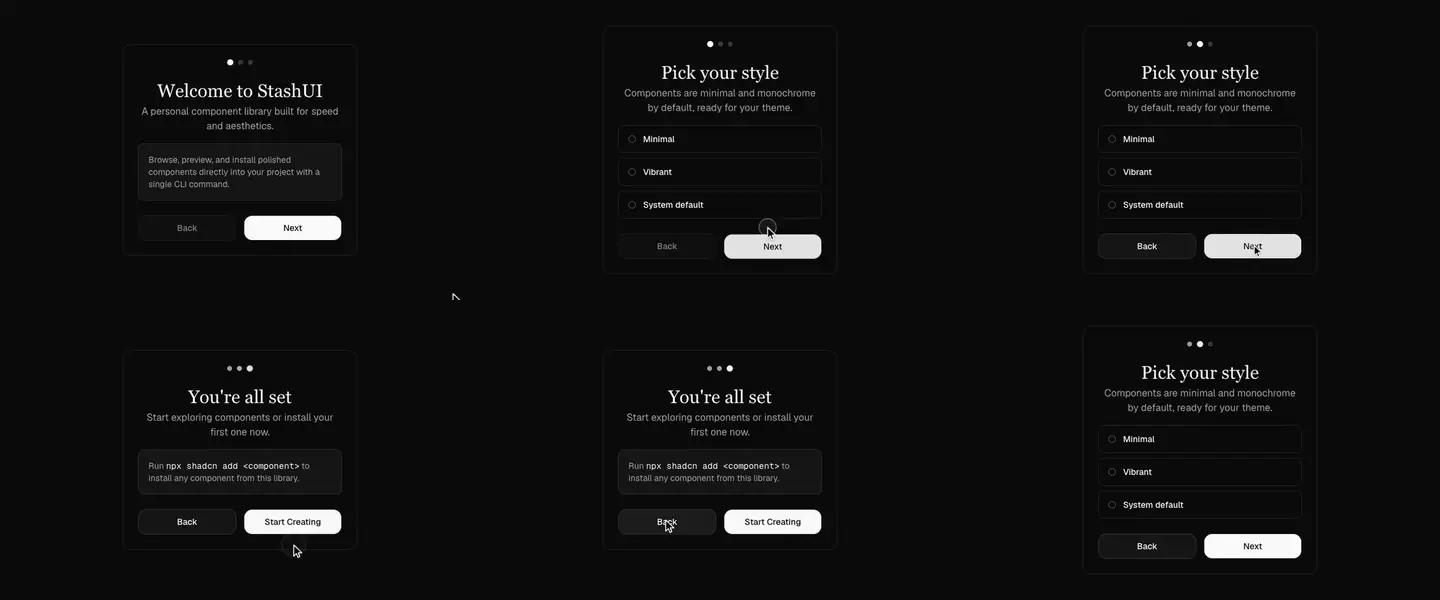 Welcome to StashUI
A personal component library built for speed
and aesthetics.
Browse, preview, and install polished
components directly into your project with a
single CLI command.
Back
Next
Pick your style
Components are minimal and monochrome
by default, ready for your theme.
Minimal
Vibrant
System default
Back
Next
Pick your style
Components are minimal and monochrome
by default, ready for your theme.
Minimal
Vibrant
System default
Back
Next
You're all set
Start exploring components or install your
first one now.
Run npx shadcn add <component> to
install any component from this library.
Back
Start Creating
You're all set
Start exploring components or install your
first one now.
Run npx shadcn add <component> to
install any component from this library.
Back
Start Creating
Pick your style
Components are minimal and monochrome
by default, ready for your theme.
Minimal
Vibrant
System default
Back
Next